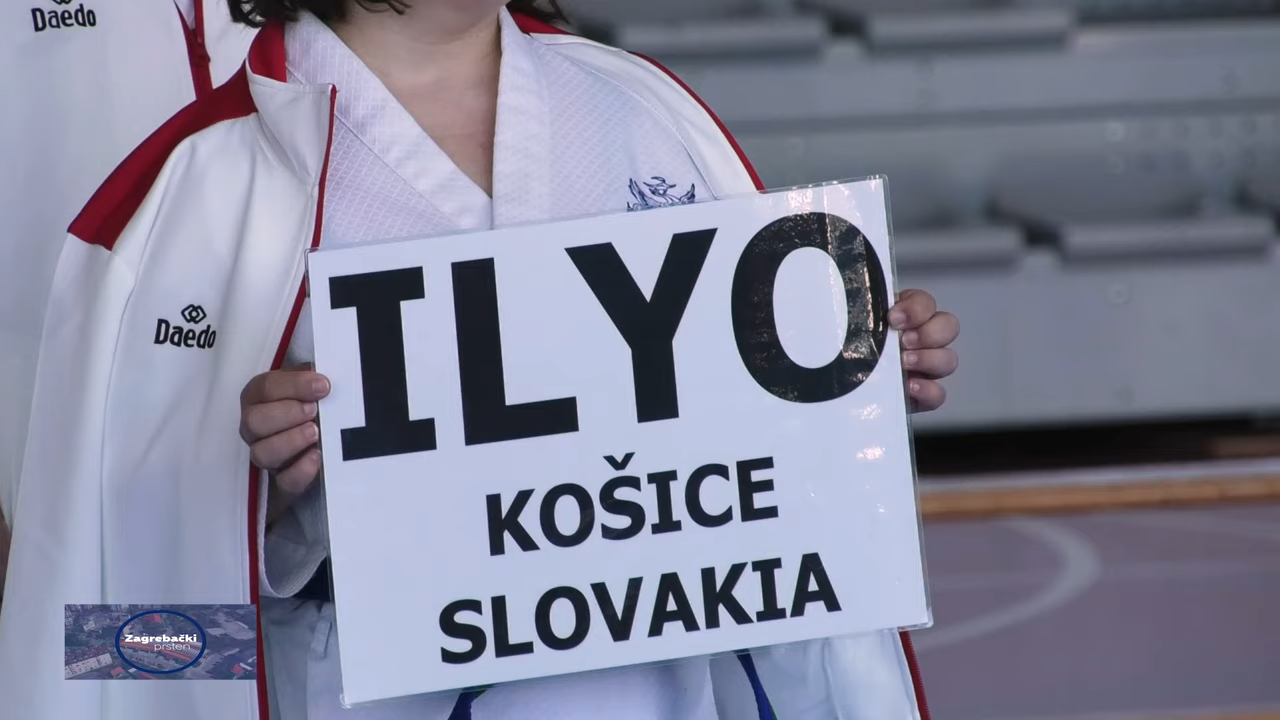 Daedo
Daedo
ILYO
KOŠICE
SLOVAKIA
Zagrebački
prsten